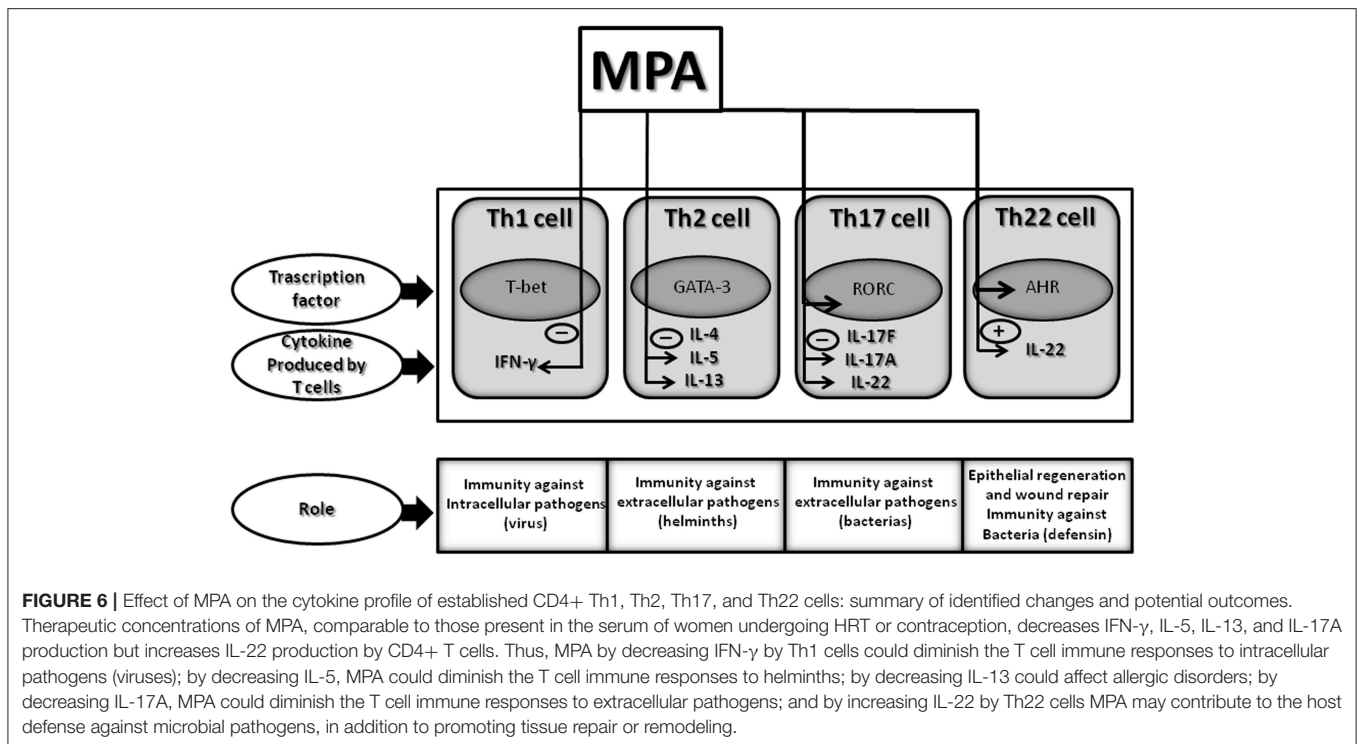 MPA
Th1 cell
Th2 cell
Th17 cell
Th22 cell
Trascription
factor
T-bet
GATA-3
RORC
AHR
Cytokine
Produced by
T cells
−
IFN-γ
−
IL-4
IL-5
IL-13
−
IL-17F
IL-17A
IL-22
+
IL-22
Role
Immunity against
Intracellular pathogens
(virus)
Immunity against
extracellular pathogens
(helminths)
Immunity against
extracellular pathogens
(bacterias)
Epithelial regeneration
and wound repair
Immunity against
Bacteria (defensin)
FIGURE 6 | Effect of MPA on the cytokine profile of established CD4+ Th1, Th2, Th17, and Th22 cells: summary of identified changes and potential outcomes.
Therapeutic concentrations of MPA, comparable to those present in the serum of women undergoing HRT or contraception, decreases IFN-γ, IL-5, IL-13, and IL-17A
production but increases IL-22 production by CD4+ T cells. Thus, MPA by decreasing IFN-γ by Th1 cells could diminish the T cell immune responses to intracellular
pathogens (viruses); by decreasing IL-5, MPA could diminish the T cell immune responses to helminths; by decreasing IL-13 could affect allergic disorders; by
decreasing IL-17A, MPA could diminish the T cell immune responses to extracellular pathogens; and by increasing IL-22 by Th22 cells MPA may contribute to the host
defense against microbial pathogens, in addition to promoting tissue repair or remodeling.